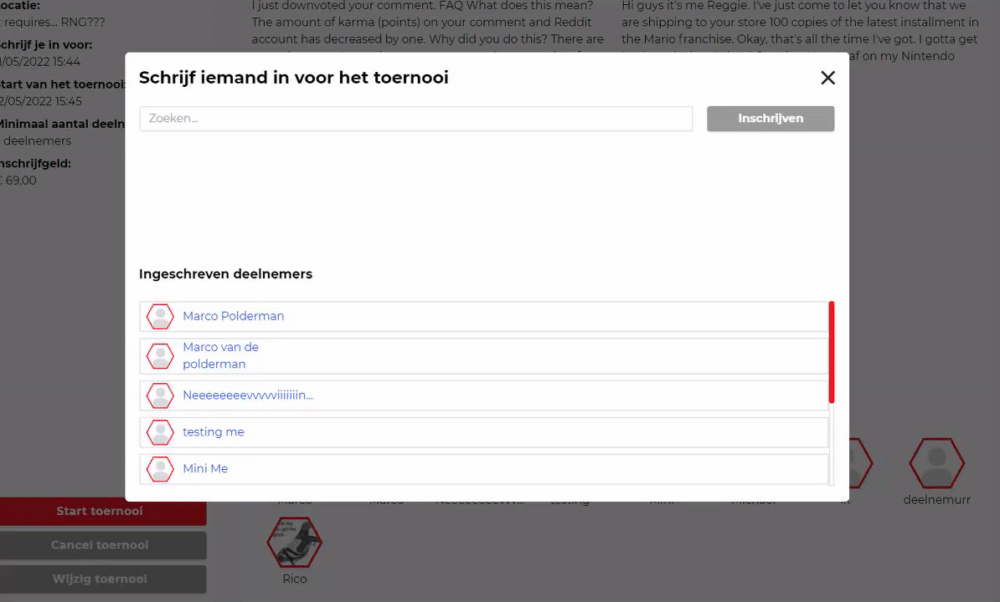 ocatie:
t requires... RNG???
chrijf je in voor:
1/05/2022 15:44
tart van het toernooi:
2/05/2022 15:45
Minimaal aantal deeln
deelnemers
nschrijfgeld:
€ 69,00
I just downvoted your comment. FAQ What does this mean?
The amount of karma (points) on your comment and Reddit
account has decreased by one. Why did you do this? There are
Hi guys it's me Reggie. I've just come to let you know that we
are shipping to your store 100 copies of the latest installment in
the Mario franchise. Okay, that's all the time I've got. I gotta get
af on my Nintendo
Schrijf iemand in voor het toernooi
Zoeken...
Inschrijven
Ingeschreven deelnemers
Marco Polderman
Marco van de
polderman
Neeeeeeevvvvviiiiiiin...
testing me
Mini Me
deelnemurr
Rico
Start toernooi
Cancel toernooi
Wijzig toernooi